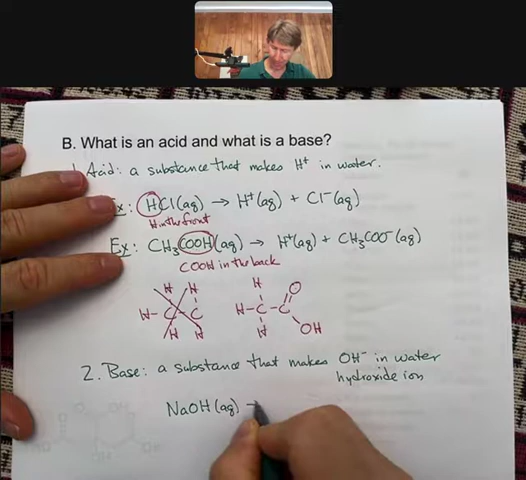 B. What is an acid and what is a base?
1. Acid: a substance that makes H⁺ in water.
Ex: HCl(aq) → H⁺(aq) + Cl⁻(aq)
H in the front
Ex: CH₃COOH(aq) → H⁺(aq) + CH₃COO⁻(aq)
COOH in the back
H H H O
H-C-C H-C-C
H H H OH
2. Base: a substance that makes OH⁻ in water
hydroxide ion
NaOH(aq) →